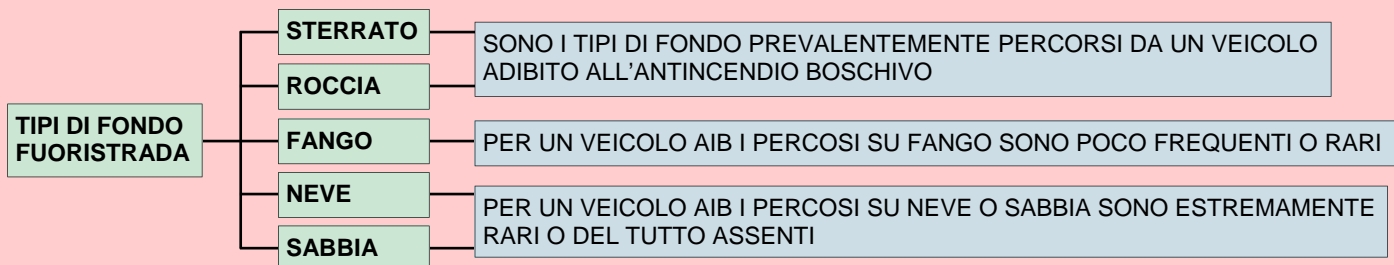 TIPI DI FONDO
FUORISTRADA
STERRATO
ROCCIA
SONO I TIPI DI FONDO PREVALENTEMENTE PERCORSI DA UN VEICOLO
ADIBITO ALL'ANTINCENDIO BOSCHIVO
FANGO
PER UN VEICOLO AIB I PERCOSI SU FANGO SONO POCO FREQUENTI O RARI
NEVE
SABBIA
PER UN VEICOLO AIB I PERCOSI SU NEVE O SABBIA SONO ESTREMAMENTE
RARI O DEL TUTTO ASSENTI